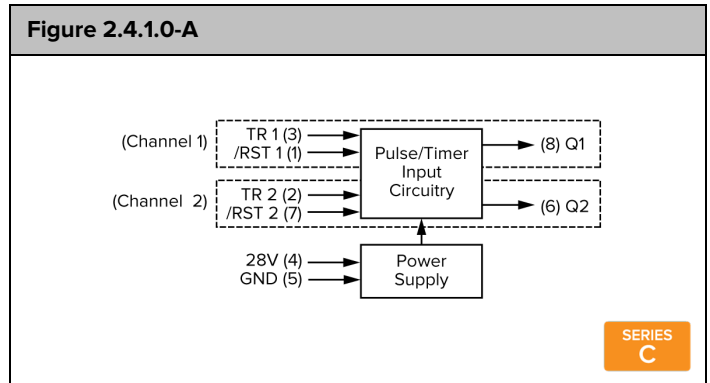 Figure 2.4.1.0-A
(Channel 1)
TR 1 (3)
/RST 1 (1)
Pulse/Timer
Input
Circuitry
(8) Q1
(Channel 2)
TR 2 (2)
/RST 2 (7)
(6) Q2
28V (4)
GND (5)
Power
Supply
SERIES
C